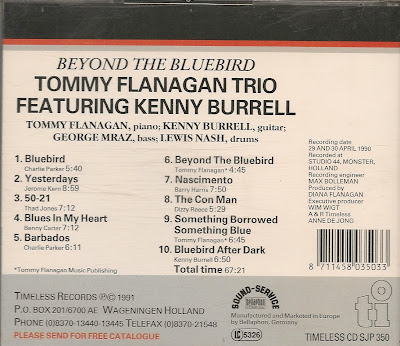 BEYOND THE BLUEBIRD
TOMMY FLANAGAN TRIO
FEATURING KENNY BURRELL
TOMMY FLANAGAN, piano; KENNY BURRELL, guitar;
GEORGE MRAZ, bass; LEWIS NASH, drums
1. Bluebird
Charlie Parker 5:40
2. Yesterdays
Jerome Kern 8:59
3. 50-21
Thad Jones 7:12
4. Blues In My Heart
Benny Carter 7:12
5. Barbados
Charlie Parker 6:11
*Tommy Flanagan Music Publishing
6. Beyond The Bluebird
Tommy Flanagan* 4:45
7. Nascimento
Barry Harris 7:50
8. The Con Man
Dizzy Reece 5:29
9. Something Borrowed
Something Blue
Tommy Flanagan* 6:45
10. Bluebird After Dark
Kenny Burrell 6:50
Total time 67:21
Recording date
29 AND 30 APRIL 1990
Recorded at
STUDIO 44, MONSTER,
HOLLAND
Recording engineer
MAX BOLLEMAN
Produced by
DIANA FLANAGAN
Executive producer
WIM WIGT
A & R Timeless
ANNE DE JONG
8 711458 035033
TIMELESS RECORDS (P)© 1991
P.O. BOX 201/6700 AE WAGENINGEN HOLLAND
PHONE (0)8370-13440-13445 TELEFAX (0)8370-21548
PLEASE SEND FOR FREE CATALOGUE
SOUND-SERVICE
Bellaphon
Manufactured and Marketed in Europe
by Bellaphon, Germany
LC 5326
ti
TIMELESS CD SJP 350